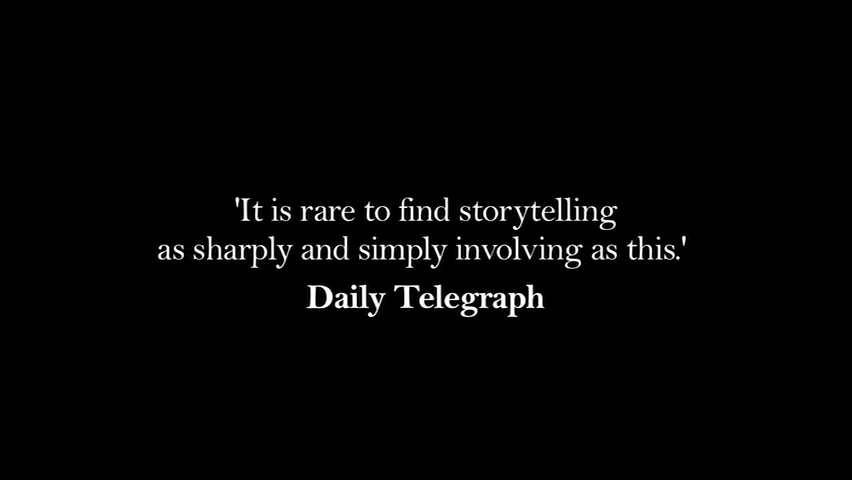 'It is rare to find storytelling
as sharply and simply involving as this.'
Daily Telegraph